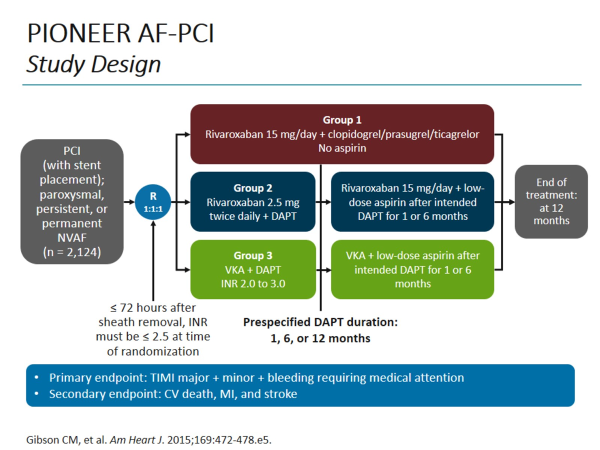 PIONEER AF-PCI
Study Design
Group 1
Rivaroxaban 15 mg/day + clopidogrel/prasugrel/ticagrelor
No aspirin
PCI
(with stent
placement);
paroxysmal,
persistent, or
permanent
NVAF
(n = 2,124)
R
1:1:1
Group 2
Rivaroxaban 2.5 mg
twice daily + DAPT
Rivaroxaban 15 mg/day + low-
dose aspirin after intended
DAPT for 1 or 6 months
End of
treatment:
at 12
months
Group 3
VKA + DAPT
INR 2.0 to 3.0
VKA + low-dose aspirin after
intended DAPT for 1 or 6
months
≤ 72 hours after
sheath removal, INR
must be ≤ 2.5 at time
of randomization
Prespecified DAPT duration:
1, 6, or 12 months
• Primary endpoint: TIMI major + minor + bleeding requiring medical attention
• Secondary endpoint: CV death, MI, and stroke
Gibson CM, et al. Am Heart J. 2015;169:472-478.e5.